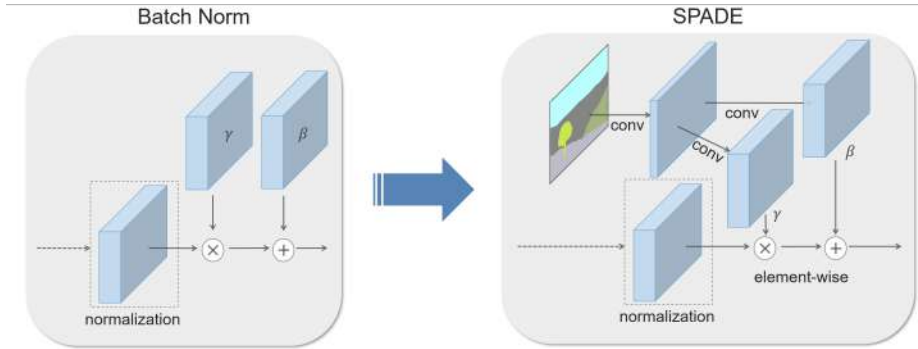 Batch Norm
γ
β
×
+
normalization
SPADE
conv
conv
conv
β
γ
×
+
element-wise
normalization